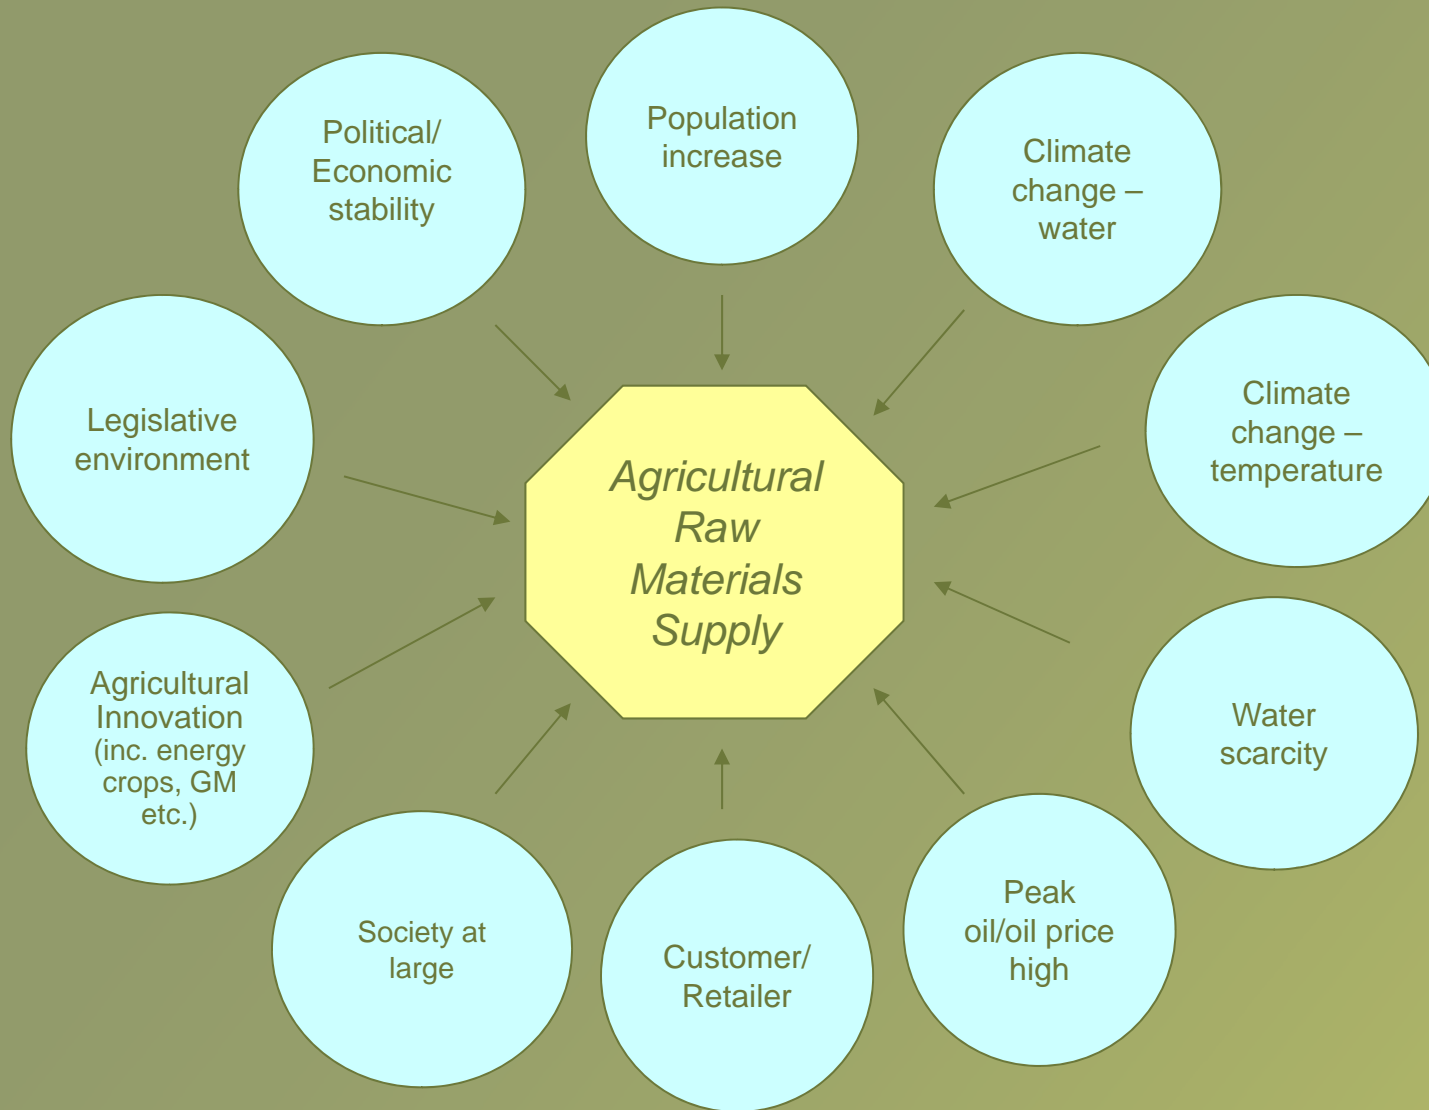 Population
increase
Political/
Economic
stability
Climate
change –
water
Legislative
environment
Climate
change –
temperature
Agricultural
Raw
Materials
Supply
Agricultural
Innovation
(inc. energy
crops, GM
etc.)
Water
scarcity
Society at
large
Customer/
Retailer
Peak
oil/oil price
high